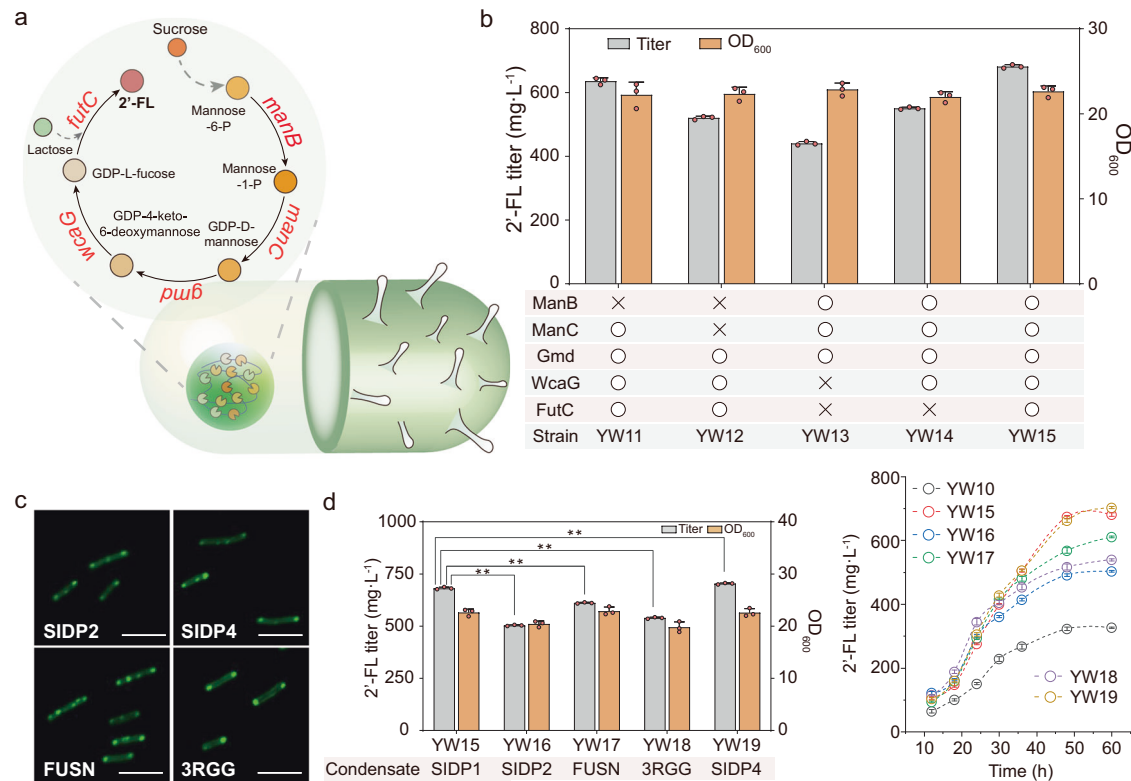 a
Sucrose
futC
2'-FL
Mannose
-6-P
manB
Lactose
GDP-L-fucose
Mannose
-1-P
wcaG
GDP-4-keto-
6-deoxymannose
GDP-D-
mannose
manC
gmd
b
Titer
OD600
2'-FL titer (mg·L-1)
800
600
400
200
0
30
20
10
0
OD600
ManB × × ○ ○ ○
ManC ○ × ○ ○ ○
Gmd ○ ○ ○ ○ ○
WcaG ○ ○ × ○ ○
FutC ○ ○ × × ○
Strain YW11 YW12 YW13 YW14 YW15
c
SIDP2
SIDP4
FUSN
3RGG
d
Titer
OD600
2'-FL titer (mg·L-1)
1000
750
500
250
0
**
**
**
**
40
30
20
10
0
OD600
YW15 YW16 YW17 YW18 YW19
Condensate SIDP1 SIDP2 FUSN 3RGG SIDP4
2'-FL titer (mg·L-1)
800
700
600
500
400
300
200
100
0
YW10
YW15
YW16
YW17
YW18
YW19
10 20 30 40 50 60
Time (h)